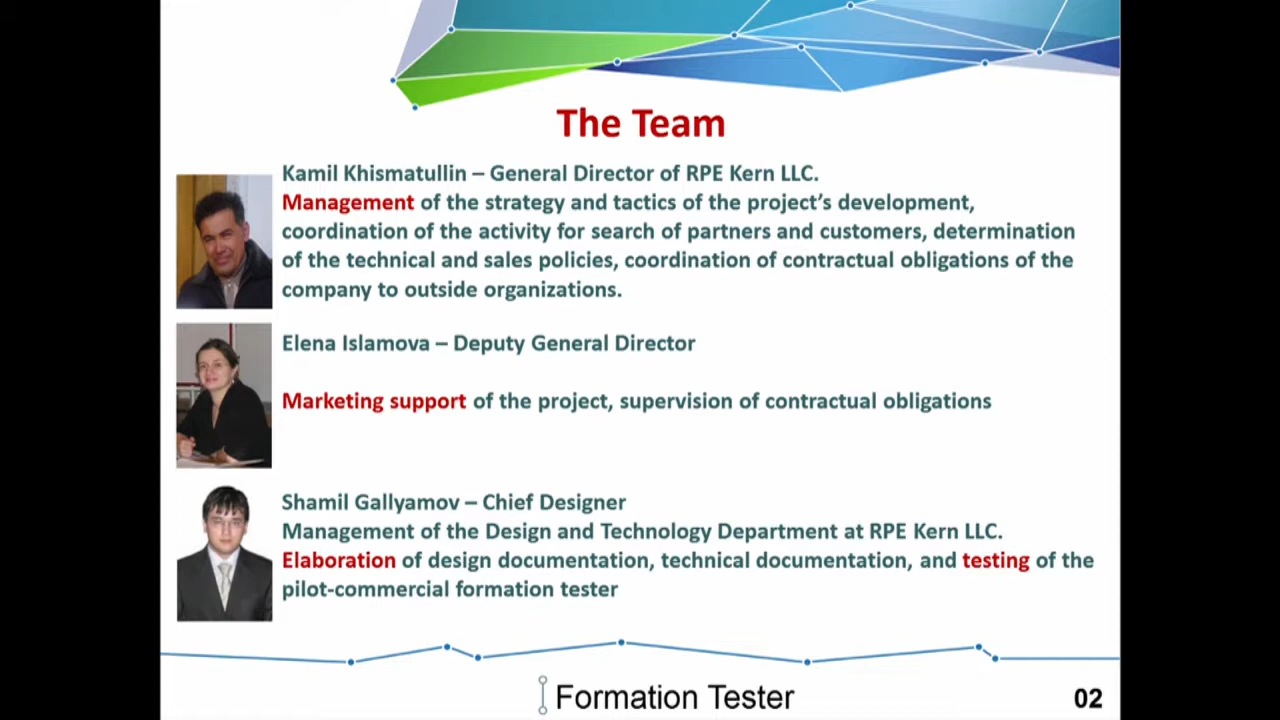 The Team
Kamil Khismatullin – General Director of RPE Kern LLC.
Management of the strategy and tactics of the project’s development,
coordination of the activity for search of partners and customers, determination
of the technical and sales policies, coordination of contractual obligations of the
company to outside organizations.
Elena Islamova – Deputy General Director
Marketing support of the project, supervision of contractual obligations
Shamil Gallyamov – Chief Designer
Management of the Design and Technology Department at RPE Kern LLC.
Elaboration of design documentation, technical documentation, and testing of the
pilot-commercial formation tester
Formation Tester
02